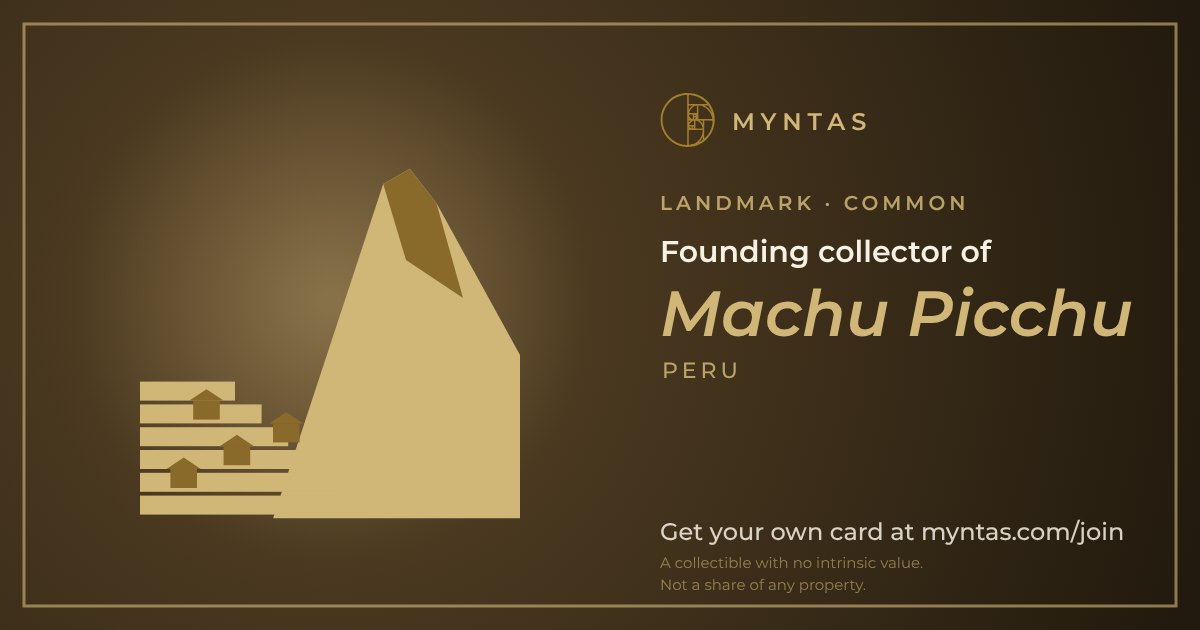 MYNTAS
LANDMARK · COMMON
Founding collector of
Machu Picchu
PERU
Get your own card at myntas.com/join
A collectible with no intrinsic value.
Not a share of any property.